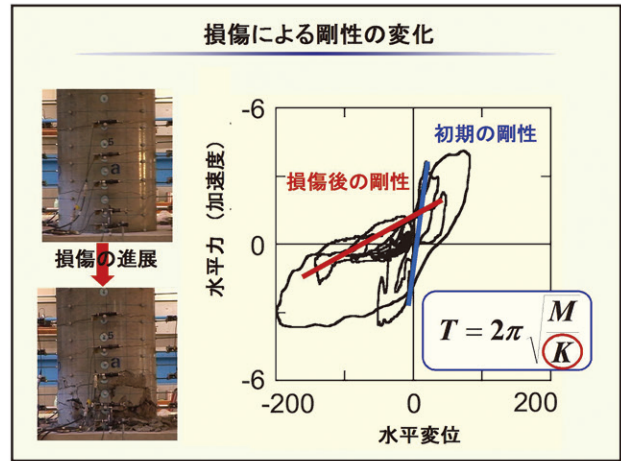 損傷による剛性の変化
損傷の進展
水平力（加速度）
-6
0
-6
初期の剛性
損傷後の剛性
T = 2π√(M/K)
-200
0
200
水平変位